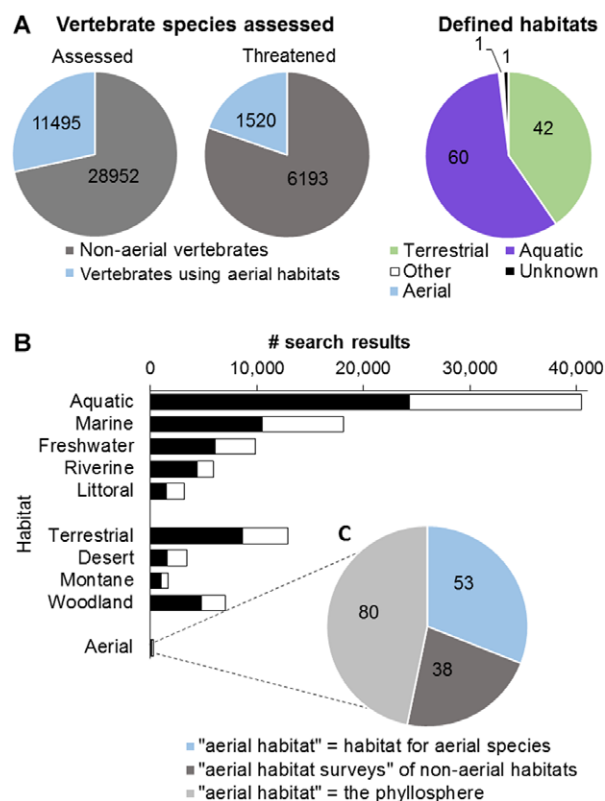 A Vertebrate species assessed Defined habitats
Assessed Threatened
1 1
11495 1520 42
28952 6193 60
Non-aerial vertebrates
Vertebrates using aerial habitats
Terrestrial Aquatic
Other Unknown
Aerial
B # search results
0 10,000 20,000 30,000 40,000
Habitat
Aquatic
Marine
Freshwater
Riverine
Littoral
Terrestrial
Desert
Montane
Woodland
Aerial
C
53
80
38
"aerial habitat" = habitat for aerial species
"aerial habitat surveys" of non-aerial habitats
"aerial habitat" = the phyllosphere